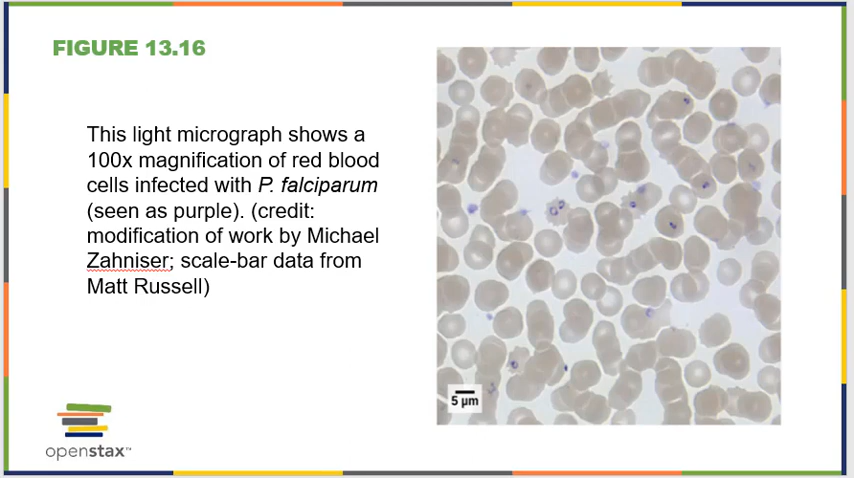 FIGURE 13.16
This light micrograph shows a
100x magnification of red blood
cells infected with P. falciparum
(seen as purple). (credit:
modification of work by Michael
Zahniser; scale-bar data from
Matt Russell)
5 µm
openstax™